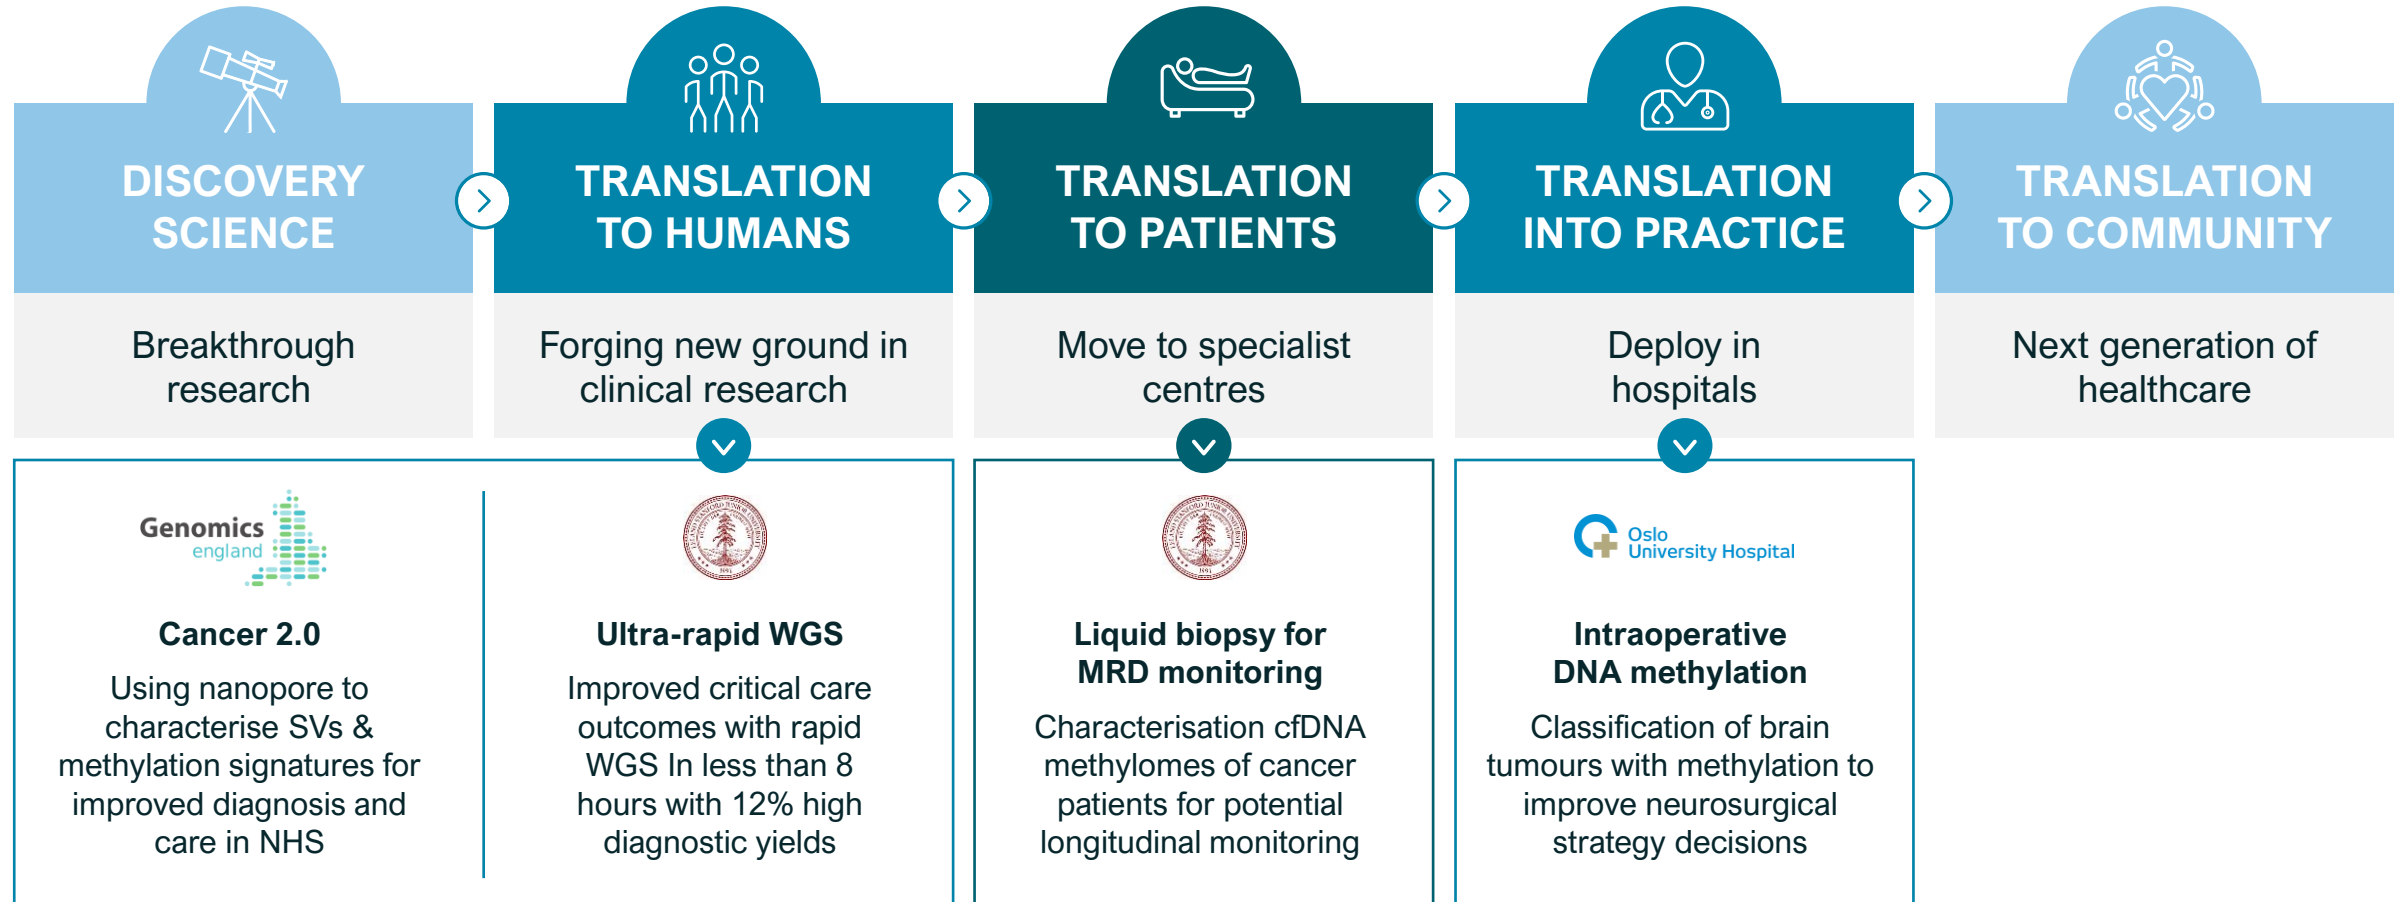 DISCOVERY
SCIENCE
TRANSLATION
TO HUMANS
TRANSLATION
TO PATIENTS
TRANSLATION
INTO PRACTICE
TRANSLATION
TO COMMUNITY
Breakthrough
research
Forging new ground in
clinical research
Move to specialist
centres
Deploy in
hospitals
Next generation of
healthcare
Genomics
england
Cancer 2.0
Using nanopore to
characterise SVs &
methylation signatures for
improved diagnosis and
care in NHS
Ultra-rapid WGS
Improved critical care
outcomes with rapid
WGS In less than 8
hours with 12% high
diagnostic yields
Liquid biopsy for
MRD monitoring
Characterisation cfDNA
methylomes of cancer
patients for potential
longitudinal monitoring
Oslo
University Hospital
Intraoperative
DNA methylation
Classification of brain
tumours with methylation to
improve neurosurgical
strategy decisions